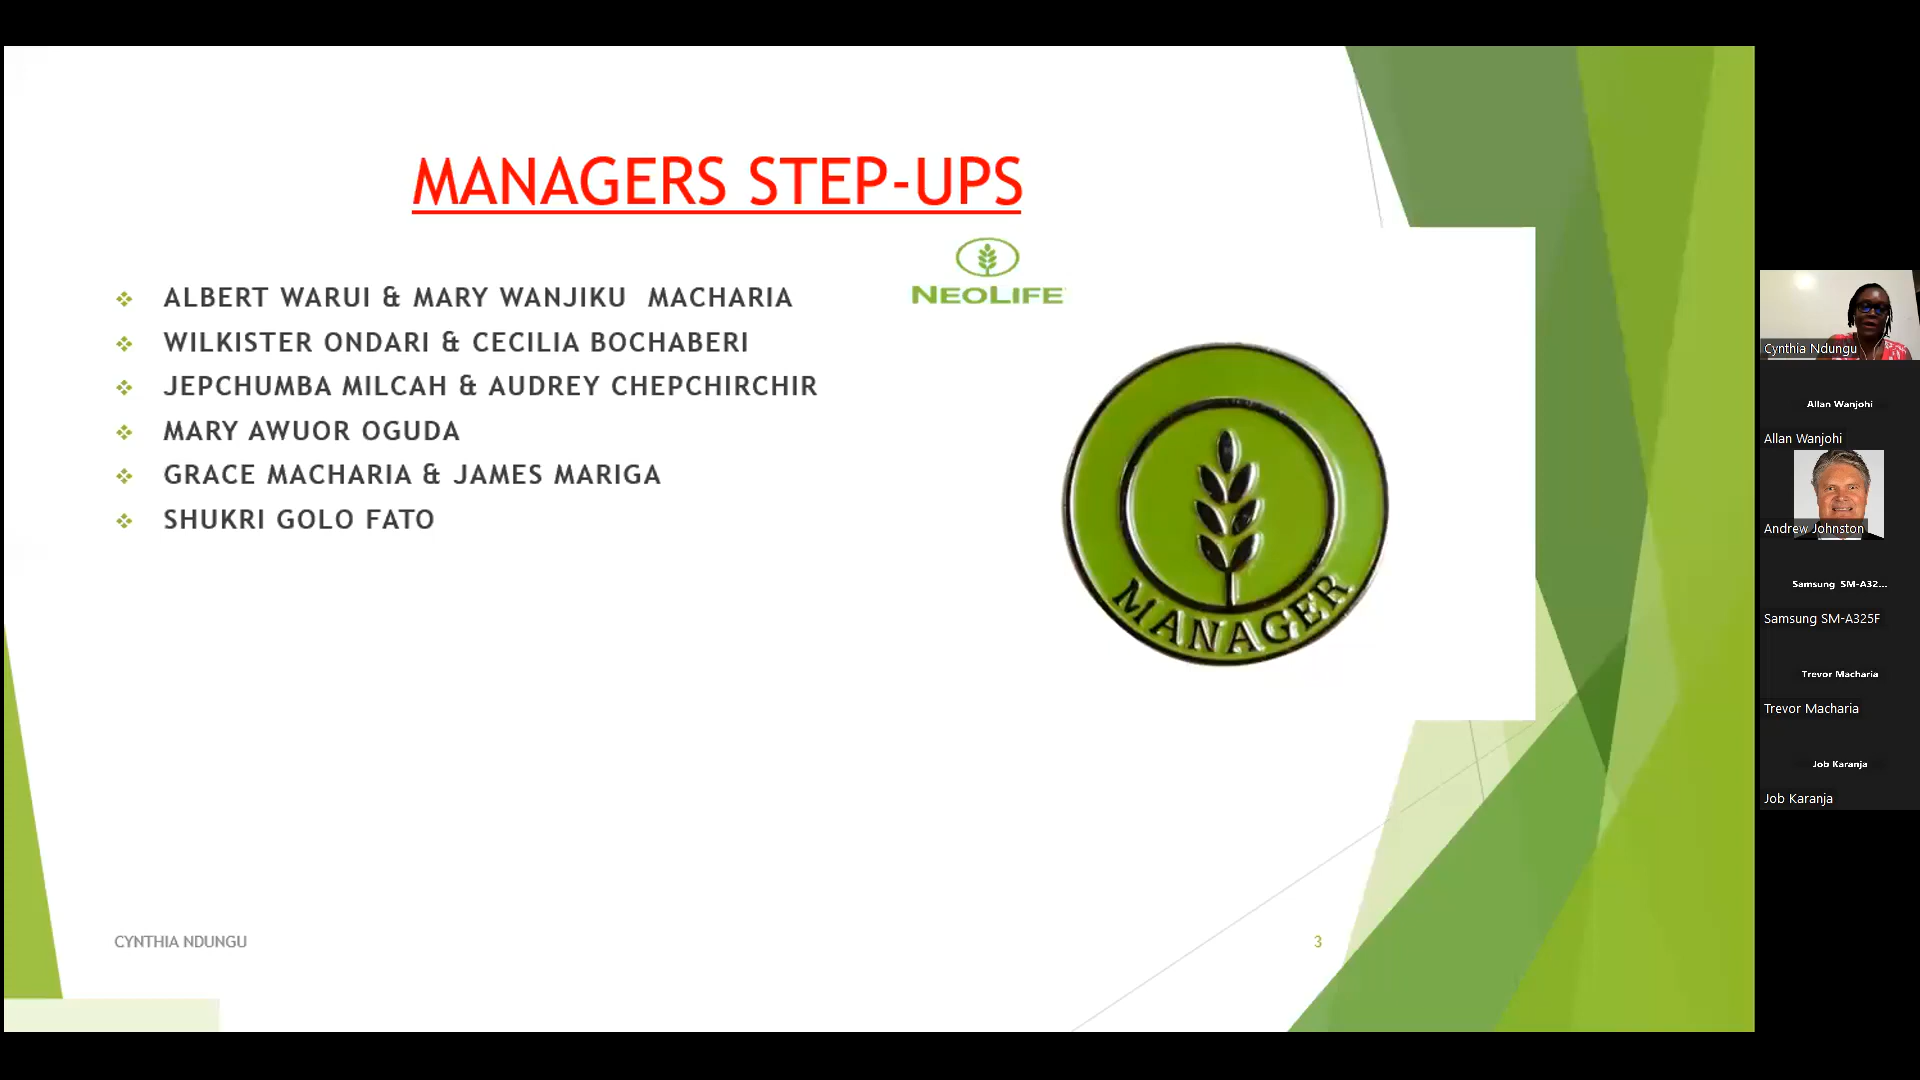 MANAGERS STEP-UPS
NEOLIFE
ALBERT WARUI & MARY WANJIKU MACHARIA
WILKISTER ONDARI & CECILIA BOCHABERI
JEPCHUMBA MILCAH & AUDREY CHEPCHIRCHIR
MARY AWUOR OGUDA
GRACE MACHARIA & JAMES MARIGA
SHUKRI GOLO FATO
MANAGER
CYNTHIA NDUNGU
3
Cynthia Ndungu
Allan Wanjohi
Allan Wanjohi
Andrew Johnston
Samsung SM-A32...
Samsung SM-A325F
Trevor Macharia
Trevor Macharia
Job Karanja
Job Karanja